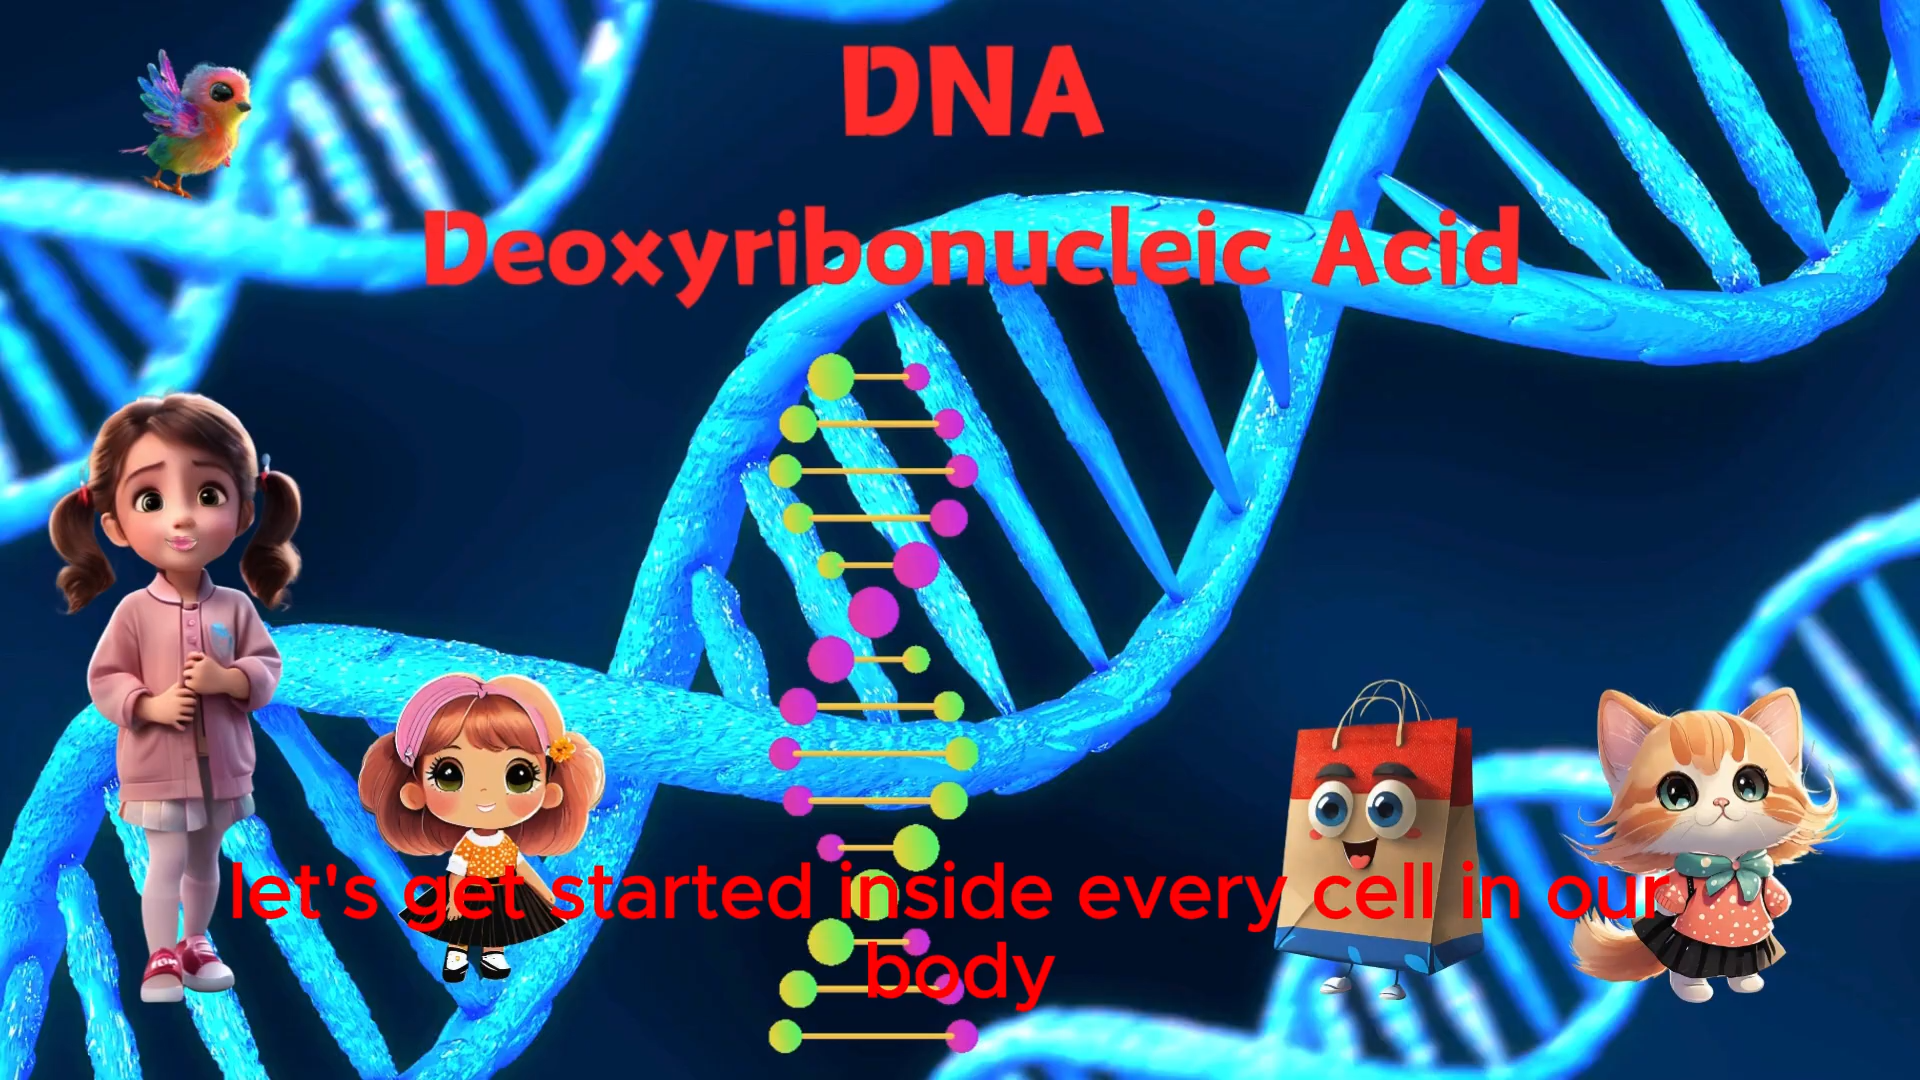 DNA
Deoxyribonucleic Acid
let's get started inside every cell in our
body